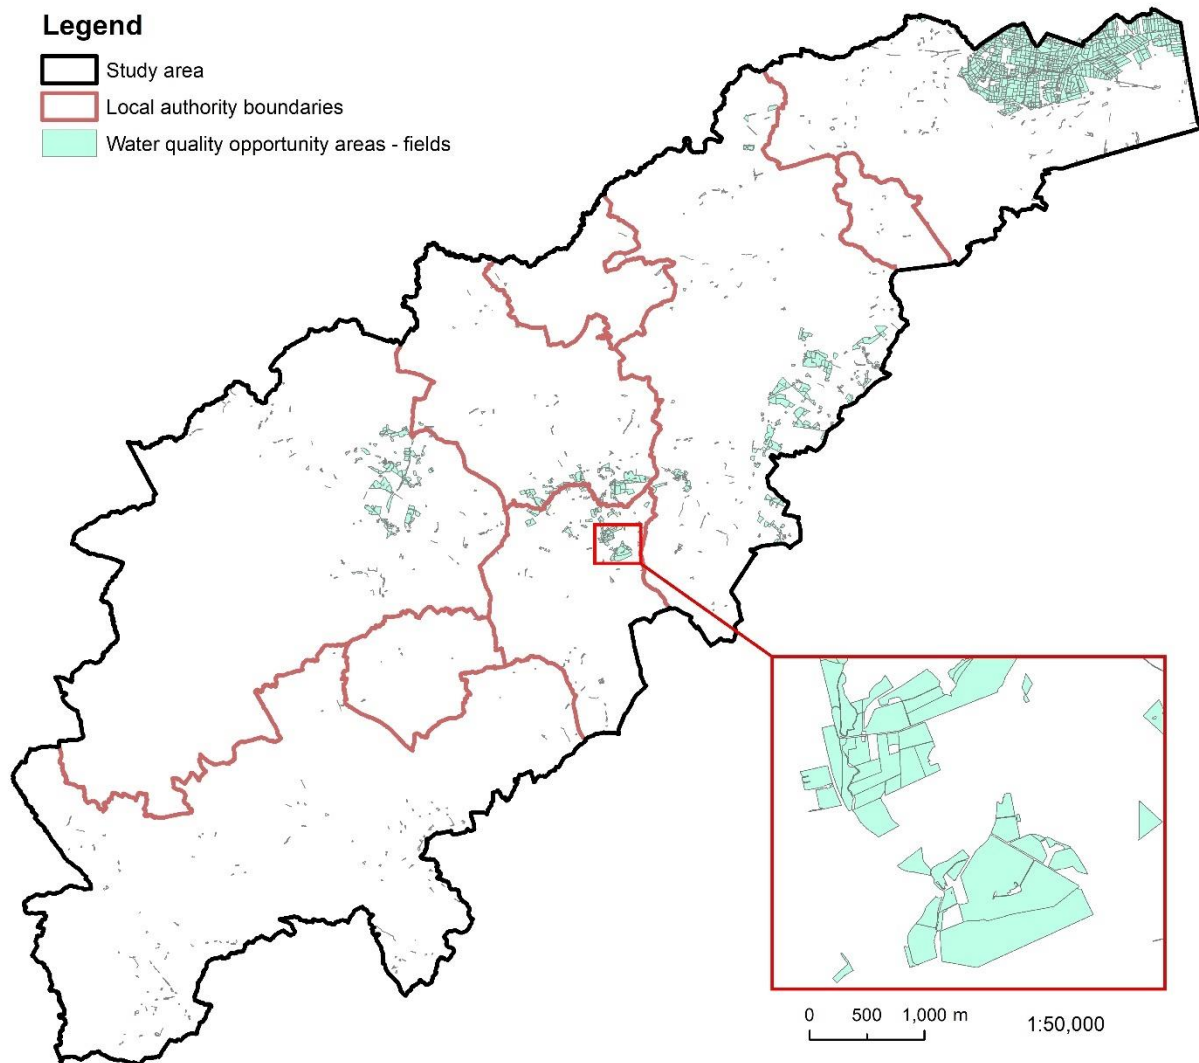 Legend
Study area
Local authority boundaries
Water quality opportunity areas - fields
0 500 1,000 m
1:50,000